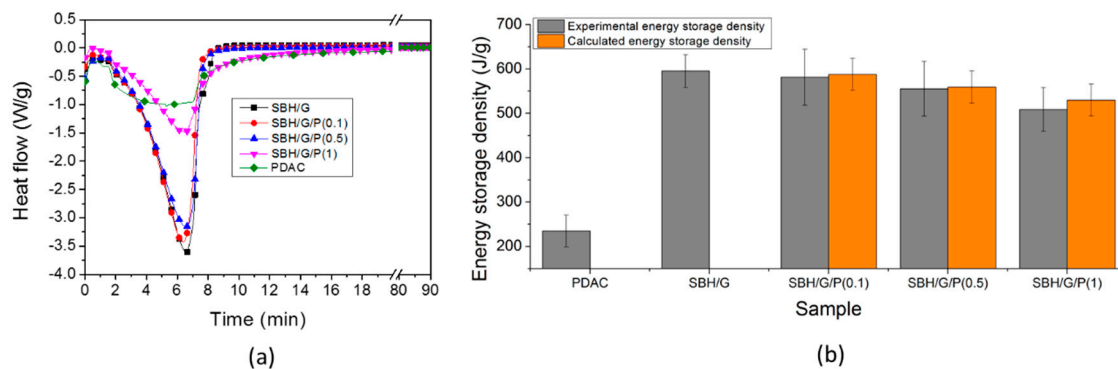 0.5
0.0
-0.5
-1.0
-1.5
-2.0
-2.5
-3.0
-3.5
-4.0
Heat flow (W/g)
SBH/G
SBH/G/P(0.1)
SBH/G/P(0.5)
SBH/G/P(1)
PDAC
0 2 4 6 8 10 12 14 16 18 80 90
Time (min)
(a)
700
600
500
400
300
200
Energy storage density (J/g)
Experimental energy storage density
Calculated energy storage density
PDAC SBH/G SBH/G/P(0.1) SBH/G/P(0.5) SBH/G/P(1)
Sample
(b)